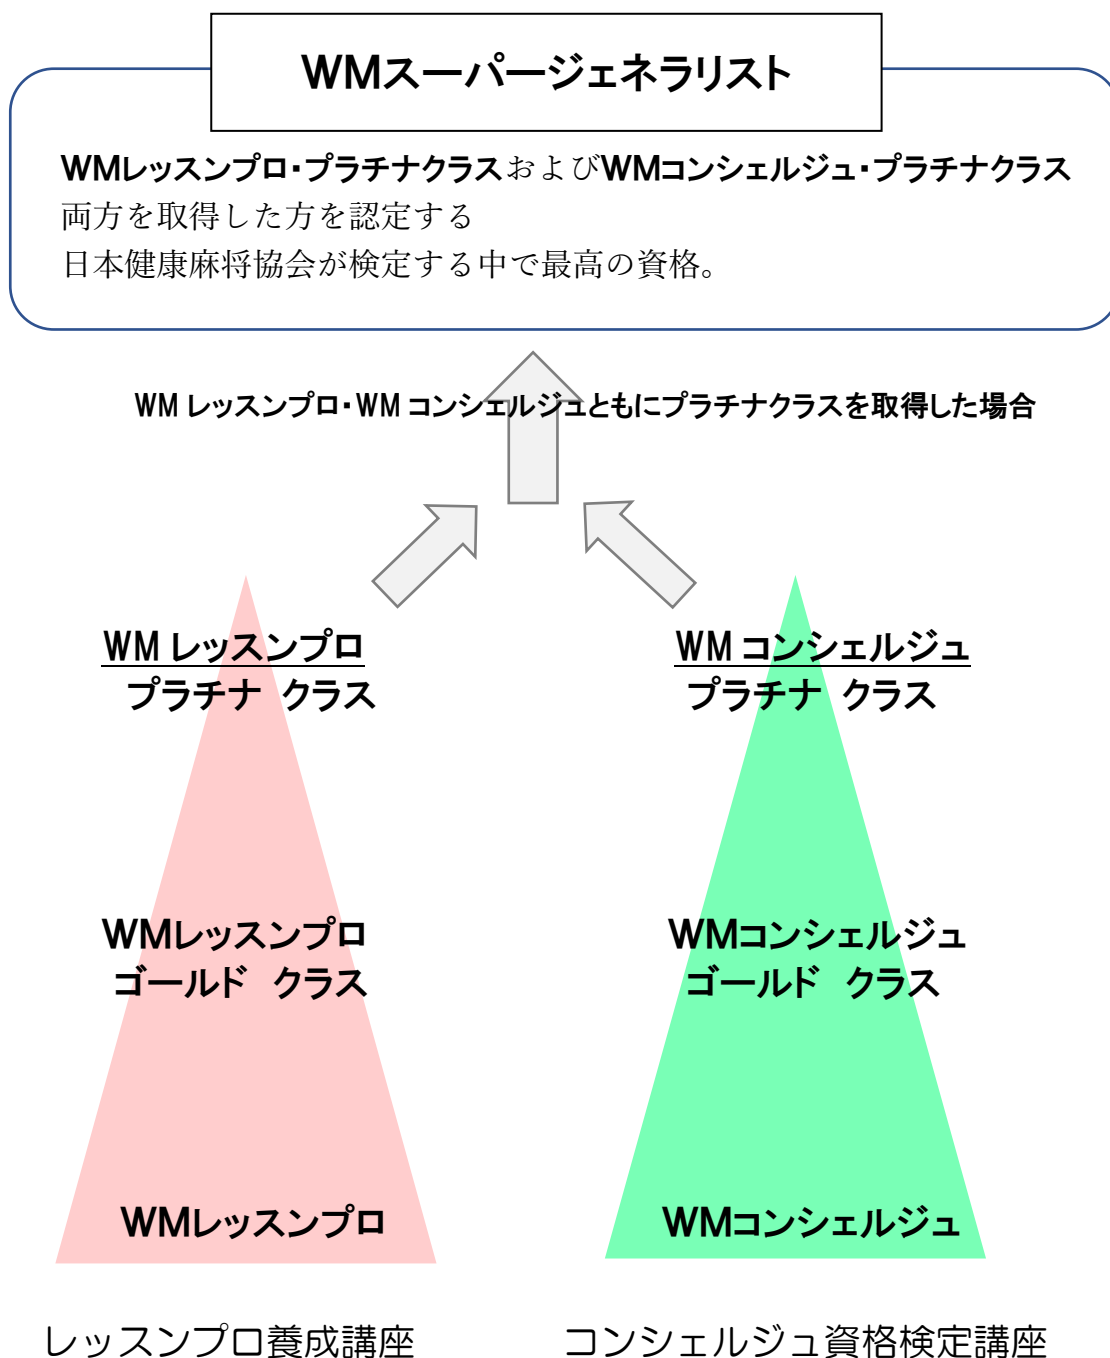 WMスーパージェネラリスト
WMレッスンプロ・プラチナクラスおよびWMコンシェルジュ・プラチナクラス
両方を取得した方を認定する
日本健康麻将協会が検定する中で最高の資格。
WM レッスンプロ・WM コンシェルジュともにプラチナクラスを取得した場合
WM レッスンプロ
プラチナ クラス
WM コンシェルジュ
プラチナ クラス
WMレッスンプロ
ゴールド クラス
WMコンシェルジュ
ゴールド クラス
WMレッスンプロ
WMコンシェルジュ
レッスンプロ養成講座
コンシェルジュ資格検定講座